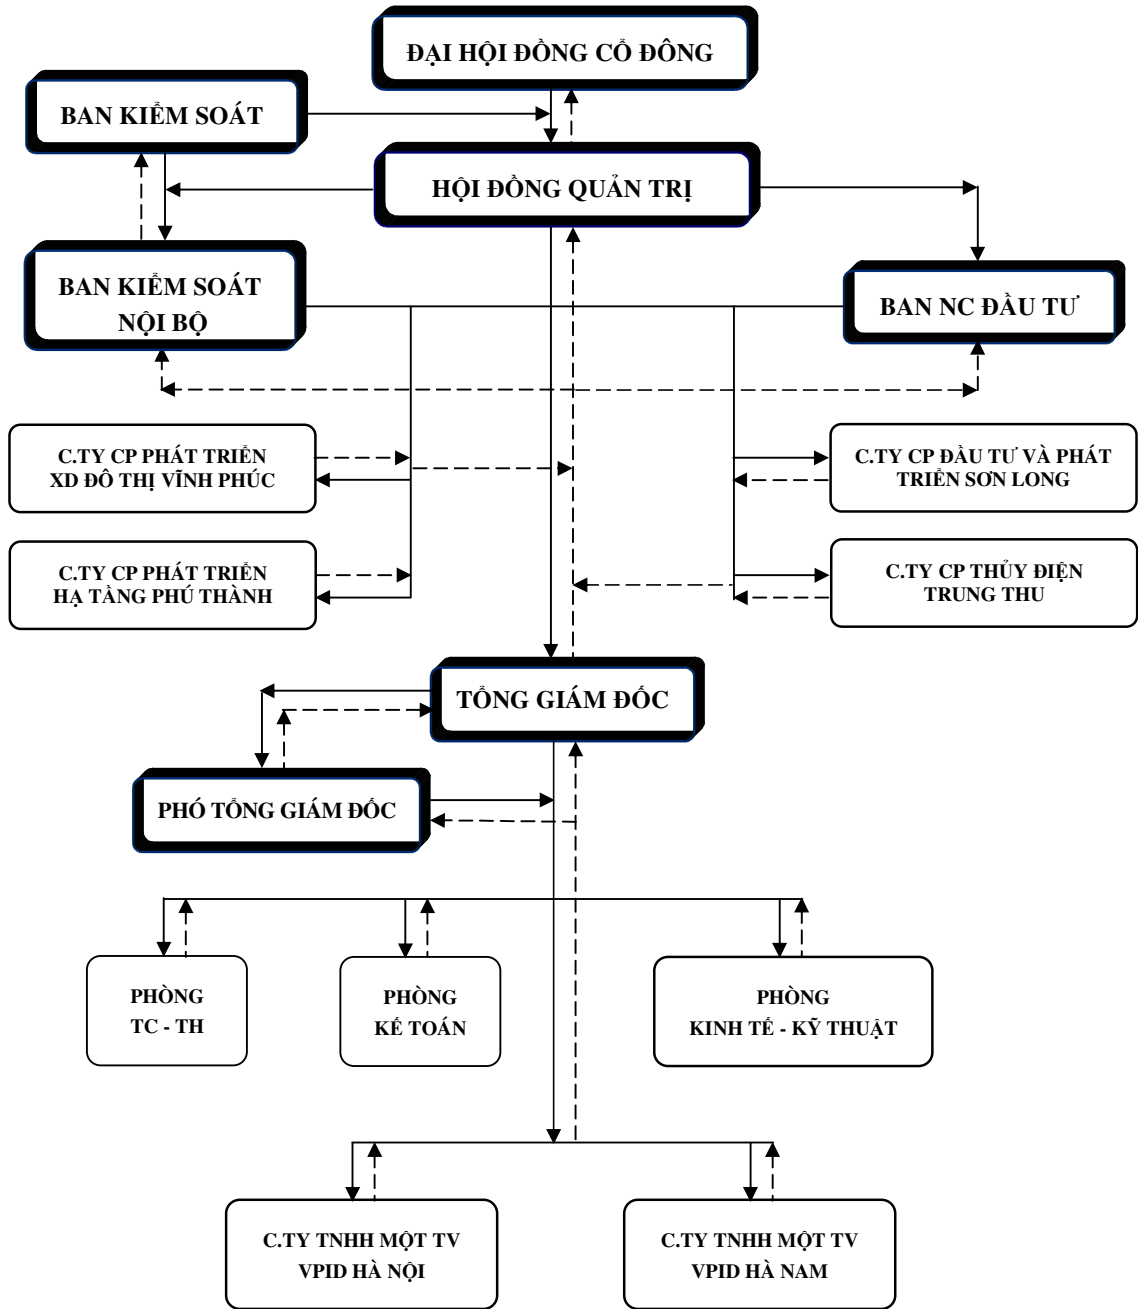 ĐẠI HỘI ĐỒNG CỔ ĐÔNG
BAN KIỂM SOÁT
HỘI ĐỒNG QUẢN TRỊ
BAN KIỂM SOÁT
NỘI BỘ
BAN NC ĐẦU TƯ
C.TY CP PHÁT TRIỂN
XD ĐÔ THỊ VĨNH PHÚC
C.TY CP ĐẦU TƯ VÀ PHÁT
TRIỂN SƠN LONG
C.TY CP PHÁT TRIỂN
HẠ TẦNG PHÚ THÀNH
C.TY CP THỦY ĐIỆN
TRUNG THU
TỔNG GIÁM ĐỐC
PHÓ TỔNG GIÁM ĐỐC
PHÒNG
TC - TH
PHÒNG
KẾ TOÁN
PHÒNG
KINH TẾ - KỸ THUẬT
C.TY TNHH MỘT TV
VPID HÀ NỘI
C.TY TNHH MỘT TV
VPID HÀ NAM